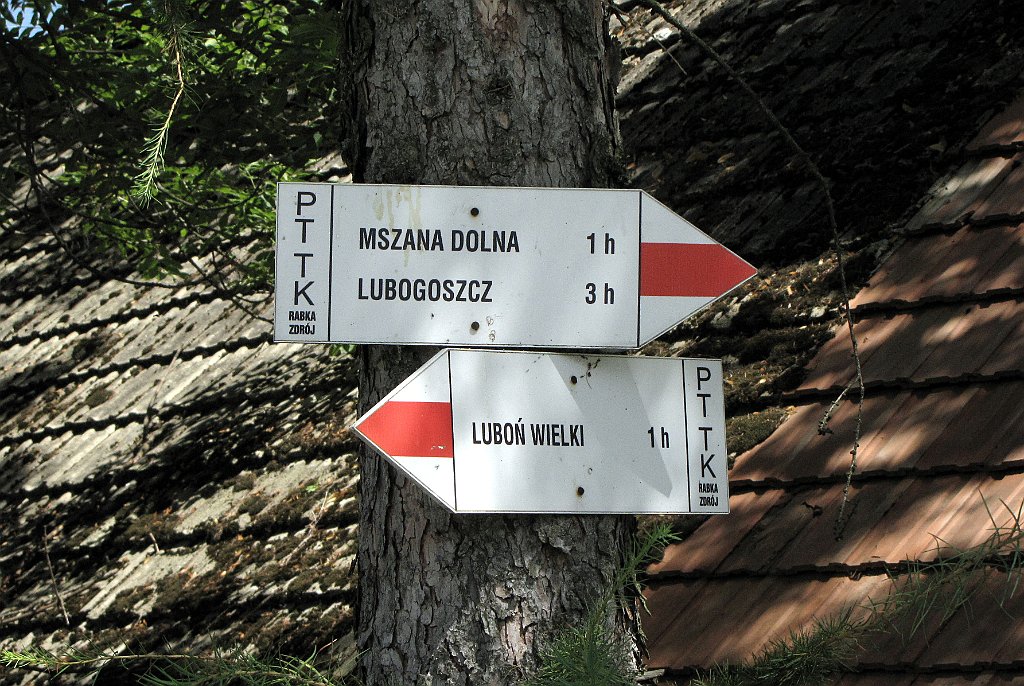 PTTK
RABKA
ZDRÓJ
MSZANA DOLNA 1 h
LUBOGOSZCZ 3 h
LUBOŃ WIELKI 1 h
PTTK
RABKA
ZDRÓJ